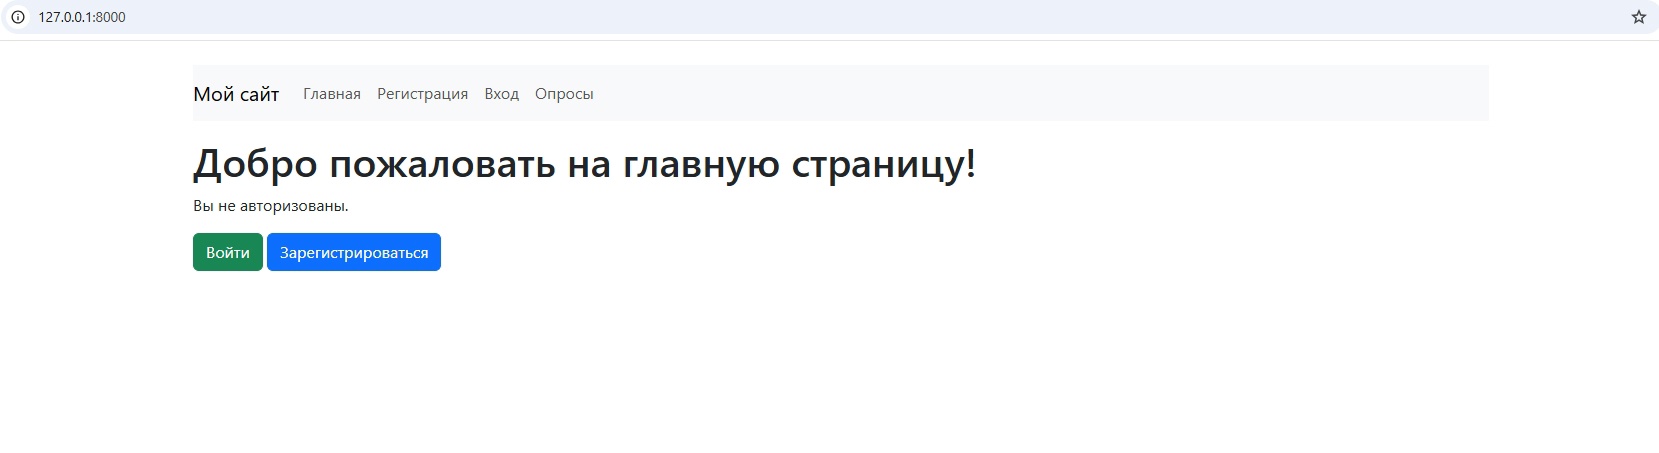 127.0.0.1:8000
Мой сайт Главная Регистрация Вход Опросы
Добро пожаловать на главную страницу!
Вы не авторизованы.
Войти Зарегистрироваться